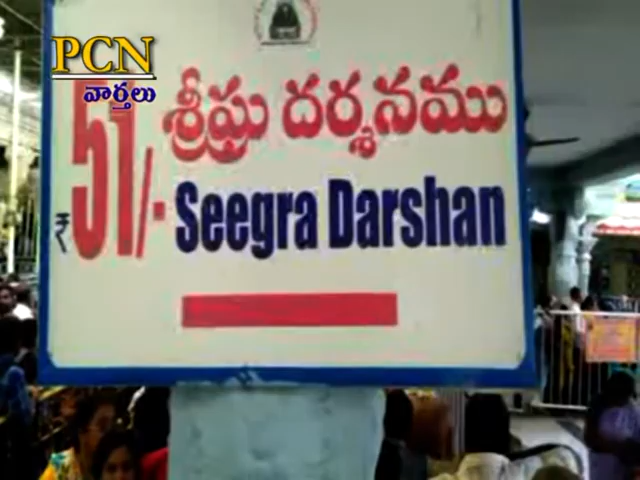 PCN
వార్తలు
₹ 51/- శ్రీఘ్ర దర్శనము
Seegra Darshan